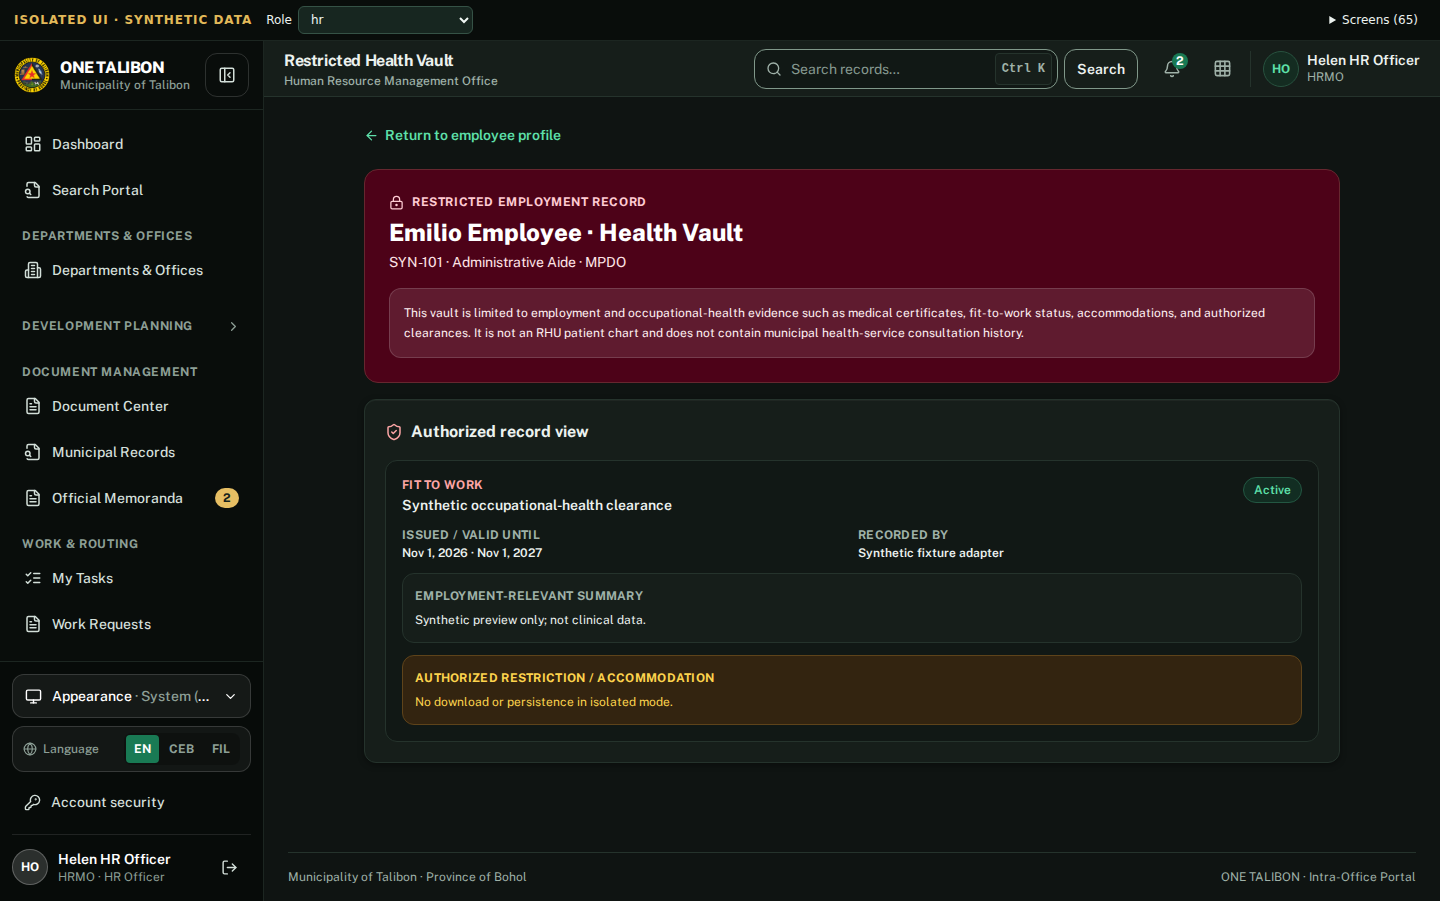 ISOLATED UI · SYNTHETIC DATA
Role
hr
Screens (65)
ONE TALIBON
Municipality of Talibon
Restricted Health Vault
Human Resource Management Office
Search records...
Ctrl K
Search
2
HO
Helen HR Officer
HRMO
Dashboard
Search Portal
DEPARTMENTS & OFFICES
Departments & Offices
DEVELOPMENT PLANNING
DOCUMENT MANAGEMENT
Document Center
Municipal Records
Official Memoranda
2
WORK & ROUTING
My Tasks
Work Requests
Appearance · System (...
Language
EN
CEB
FIL
Account security
HO
Helen HR Officer
HRMO · HR Officer
Return to employee profile
RESTRICTED EMPLOYMENT RECORD
Emilio Employee · Health Vault
SYN-101 · Administrative Aide · MPDO
This vault is limited to employment and occupational-health evidence such as medical certificates, fit-to-work status, accommodations, and authorized
clearances. It is not an RHU patient chart and does not contain municipal health-service consultation history.
Authorized record view
FIT TO WORK
Synthetic occupational-health clearance
Active
ISSUED / VALID UNTIL
Nov 1, 2026 · Nov 1, 2027
RECORDED BY
Synthetic fixture adapter
EMPLOYMENT-RELEVANT SUMMARY
Synthetic preview only; not clinical data.
AUTHORIZED RESTRICTION / ACCOMMODATION
No download or persistence in isolated mode.
Municipality of Talibon · Province of Bohol
ONE TALIBON · Intra-Office Portal